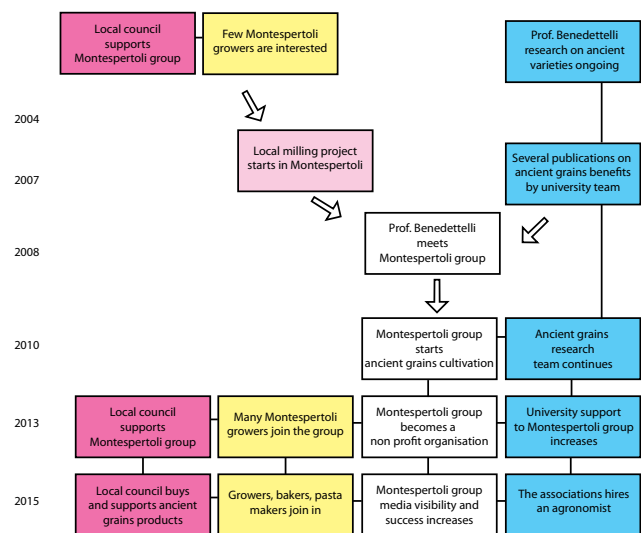 Local council
supports
Montespertoli group
Few Montespertoli
growers are interested
Prof. Benedettelli
research on ancient
varieties ongoing
2004
Local milling project
starts in Montespertoli
Several publications on
ancient grains benefits
by university team
2007
Prof. Benedettelli
meets
Montespertoli group
2008
Montespertoli group
starts
ancient grains cultivation
Ancient grains
research
team continues
2010
Local council
supports
Montespertoli group
Many Montespertoli
growers join the group
Montespertoli group
becomes a
non profit organisation
University support
to Montespertoli group
increases
2013
Local council buys
and supports ancient
grains products
Growers, bakers, pasta
makers join in
Montespertoli group
media visibility and
success increases
The associations hires
an agronomist
2015